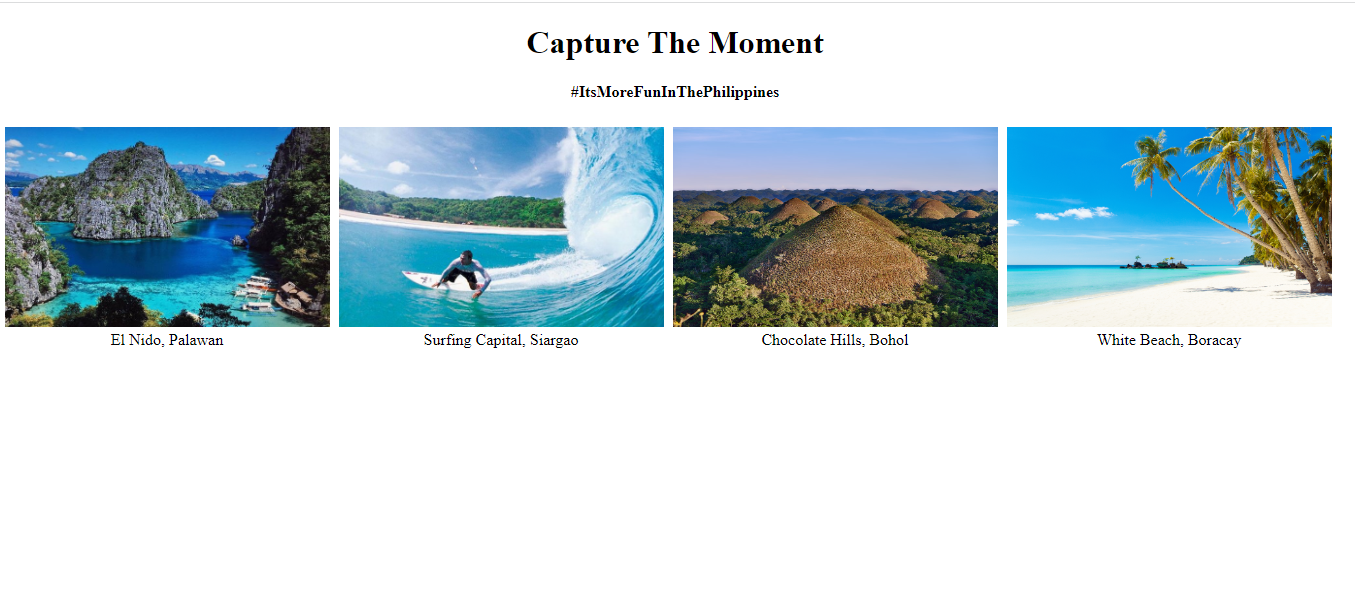 Capture The Moment
#ItsMoreFunInThePhilippines
El Nido, Palawan
Surfing Capital, Siargao
Chocolate Hills, Bohol
White Beach, Boracay